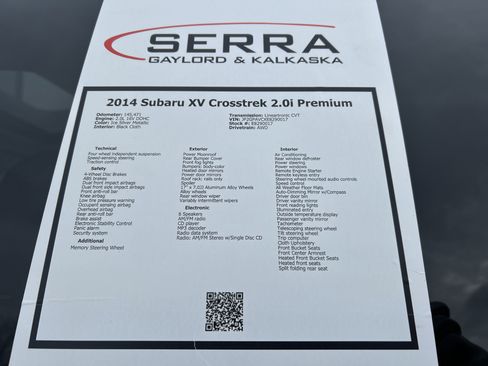 SERRA
GAYLORD & KALKASKA
2014 Subaru XV Crosstrek 2.0i Premium
Odometer: 145,471
Engine: 2.0L 16V DOHC
Color: Ice Silver Metallic
Interior: Black Cloth
Transmission: Lineartronic CVT
Stock #: E8290017
Drivetrain: AWD
Technical
Four wheel independent suspension
Speed-sensing steering
Traction control
Safety
4-Wheel Disc Brakes
ABS brakes
Dual front impact airbags
Dual front side impact airbags
Front anti-roll bar
Knee airbag
Low tire pressure warning
Occupant sensing airbag
Overhead airbag
Rear anti-roll bar
Brake assist
Electronic Stability Control
Panic alarm
Security system
Additional
Memory Steering Wheel
Exterior
Power Moonroof
Rear Bumper Cover
Front fog lights
Bumpers: body-color
Heated door mirrors
Power door mirrors
Roof rack: rails only
Spoiler
17" x 7.0JJ Aluminum Alloy Wheels
Alloy wheels
Rear window wiper
Variably intermittent wipers
Electronic
6 Speakers
AM/FM radio
CD player
MP3 decoder
Radio data system
Radio: AM/FM Stereo w/Single Disc CD
Interior
Air Conditioning
Rear window defroster
Power steering
Power windows
Remote Engine Starter
Remote keyless entry
Steering wheel mounted audio controls
Speed control
All Weather Floor Mats
Auto-Dimming Mirror w/Compass
Driver door bin
Driver vanity mirror
Front reading lights
Illuminated entry
Outside temperature display
Passenger vanity mirror
Tachometer
Telescoping steering wheel
Tilt steering wheel
Trip computer
Cloth Upholstery
Front Bucket Seats
Front Center Armrest
Heated Front Bucket Seats
Heated front seats
Split folding rear seat